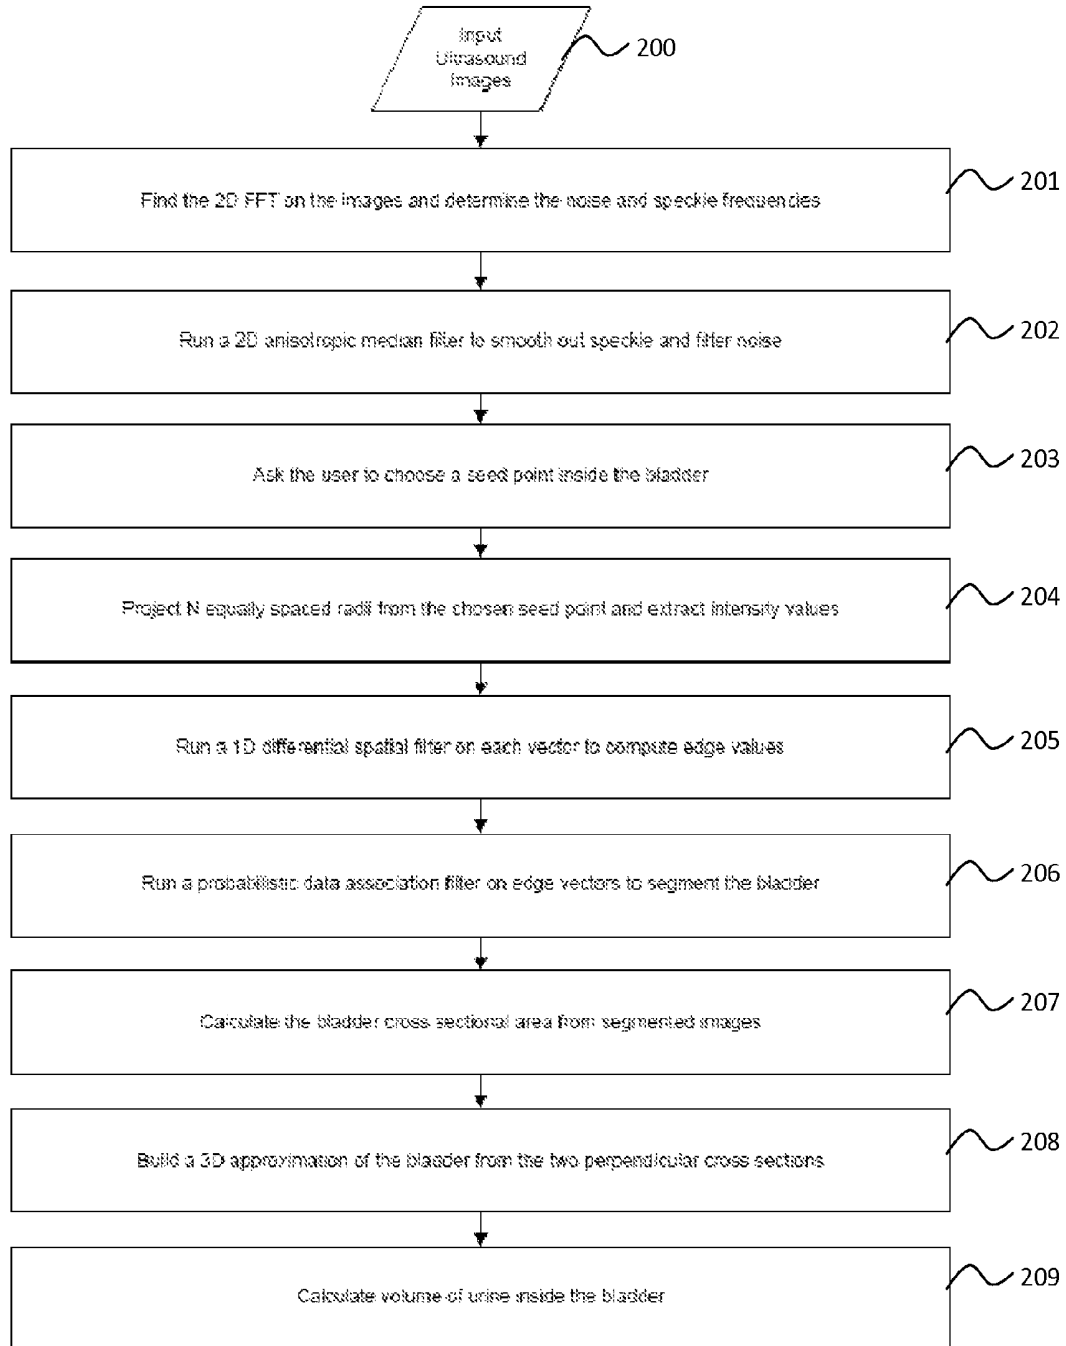 Input
Ultrasound
Images
200
Find the 2D FFT on the images and determine the noise and speckle frequencies
201
Run a 2D anisotropic median filter to smooth out speckle and filter noise
202
Ask the user to choose a seed point inside the bladder
203
Project N equally spaced radii from the chosen seed point and extract intensity values
204
Run a 1D differential spatial filter on each vector to compute edge values
205
Run a probabilistic data association filter on edge vectors to segment the bladder
206
Calculate the bladder cross sectional area from segmented images
207
Build a 3D approximation of the bladder from the two perpendicular cross sections
208
Calculate volume of urine inside the bladder
209